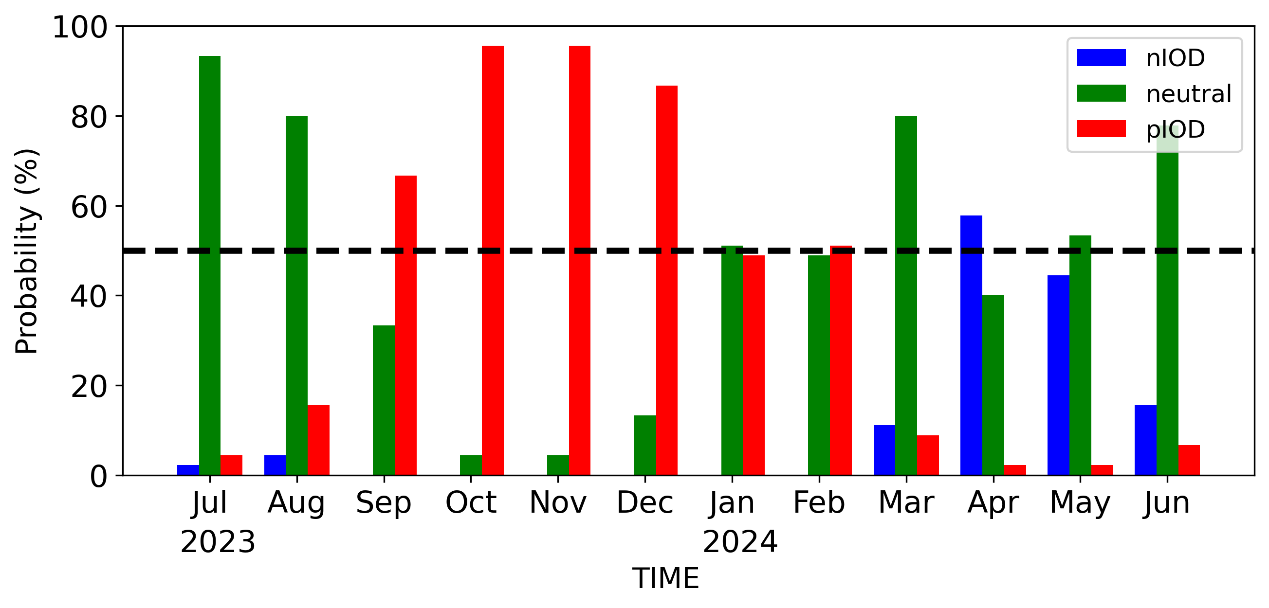 100
80
60
40
20
0
Probability (%)
nIOD
neutral
pIOD
Jul Aug Sep Oct Nov Dec Jan Feb Mar Apr May Jun
2023 2024
TIME